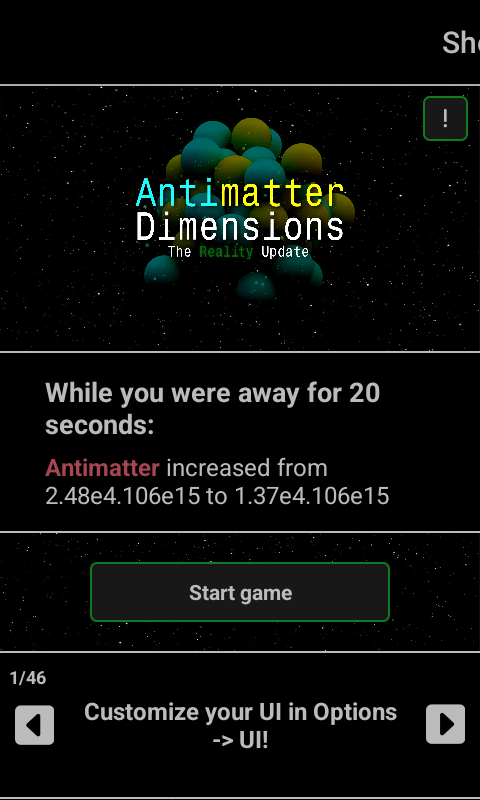 !
Antimatter
Dimensions
The Reality Update
While you were away for 20
seconds:
Antimatter increased from
2.48e4.106e15 to 1.37e4.106e15
Start game
1/46
Customize your UI in Options
-> UI!